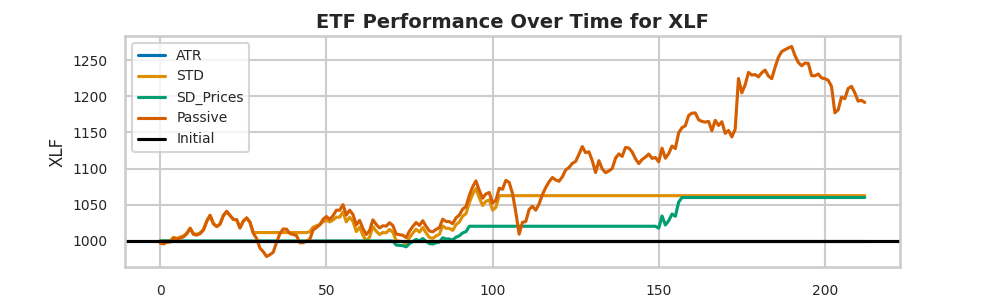 ETF Performance Over Time for XLF
ATR
STD
SD_Prices
Passive
Initial
XLF
1250
1200
1150
1100
1050
1000
0
50
100
150
200